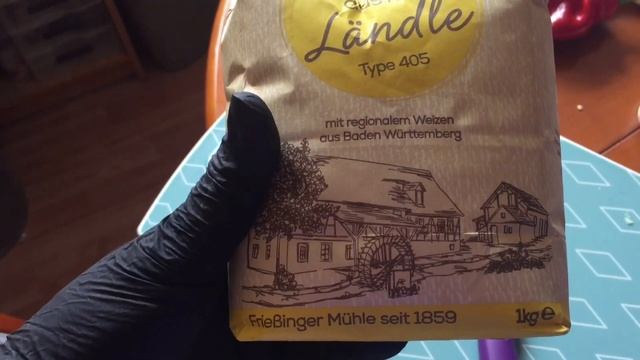 Ländle
Type 405
mit regionalem Weizen
aus Baden Württemberg
Frießinger Mühle seit 1859
1kg e